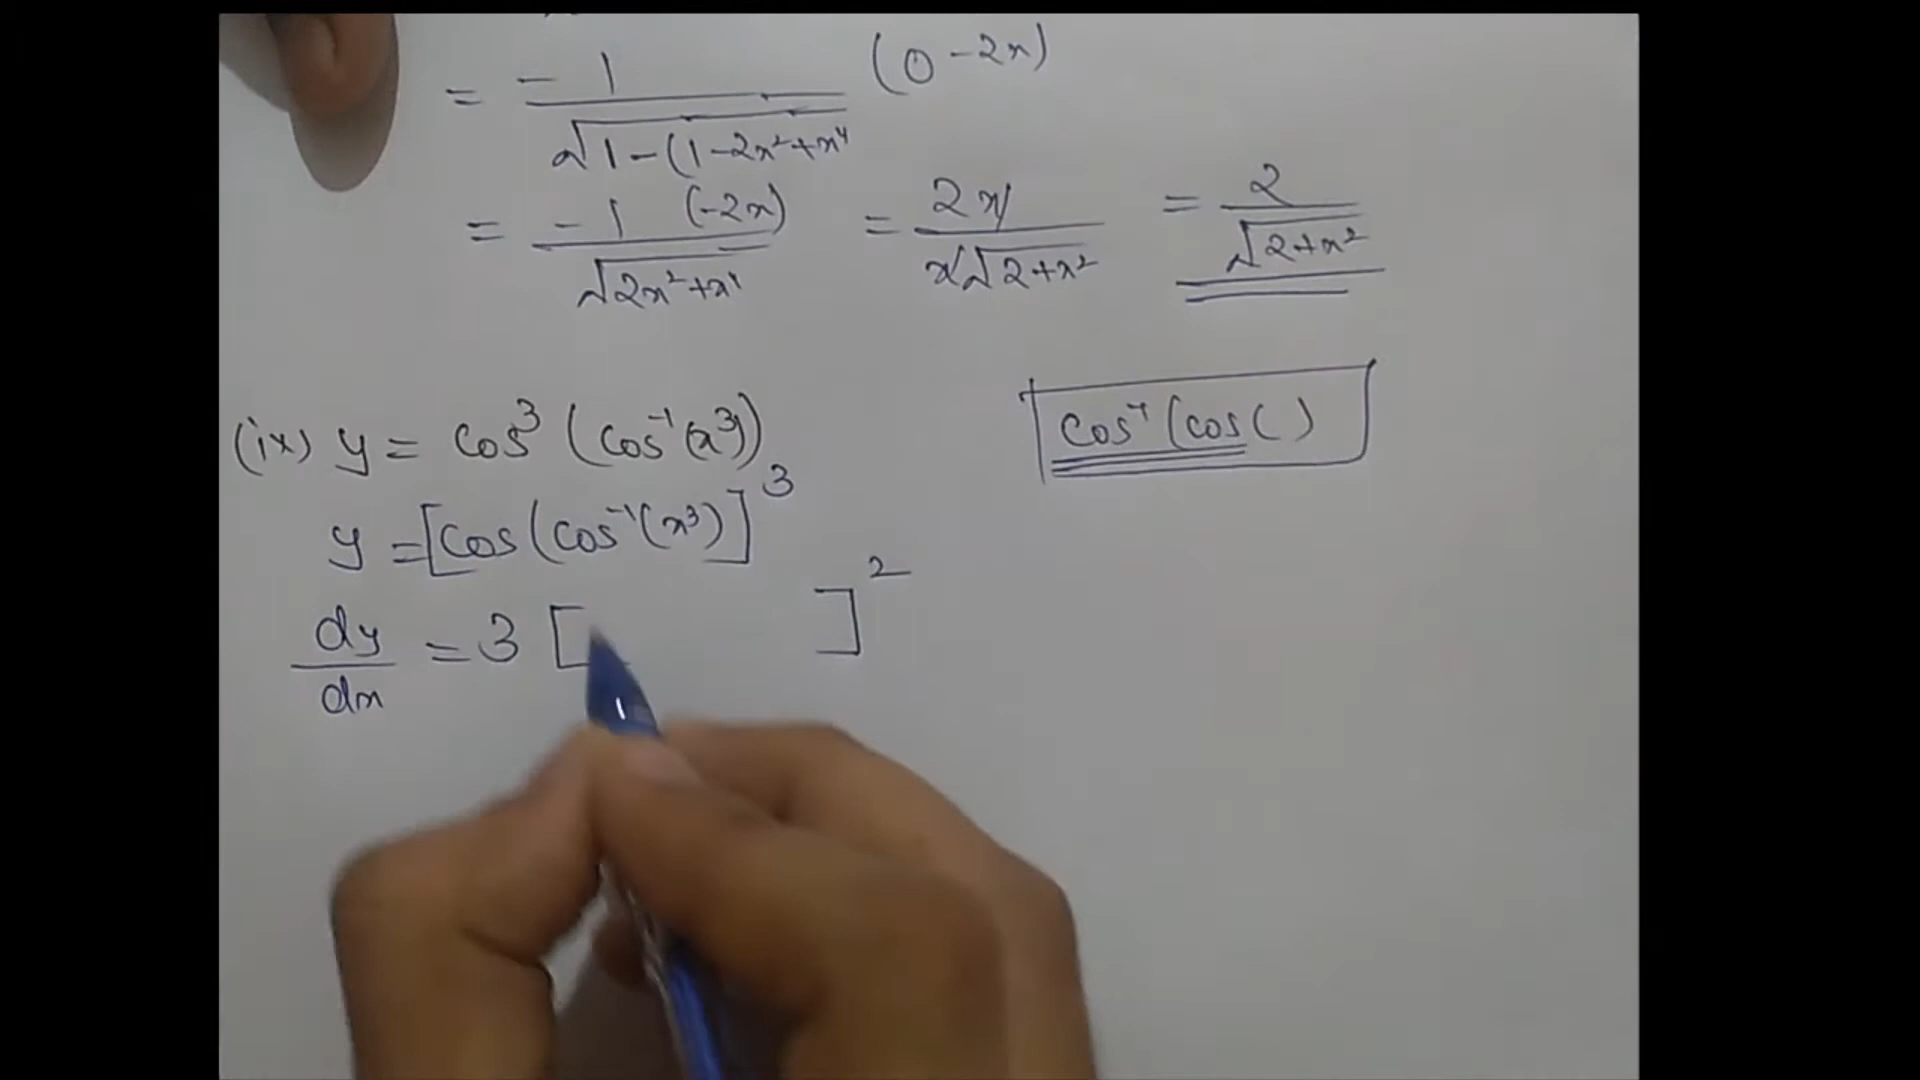 = -1/√1-(1-2x²+x⁴ (0-2x)
= -1 (-2x)/√2x²+x⁴ = 2x/x√2+x² = 2/√2+x²
(ix) y = cos³ (cos⁻¹(x³))
cos⁻¹(cos( )
y = [cos(cos⁻¹(x³)]³
dy/dx = 3 [ ]²